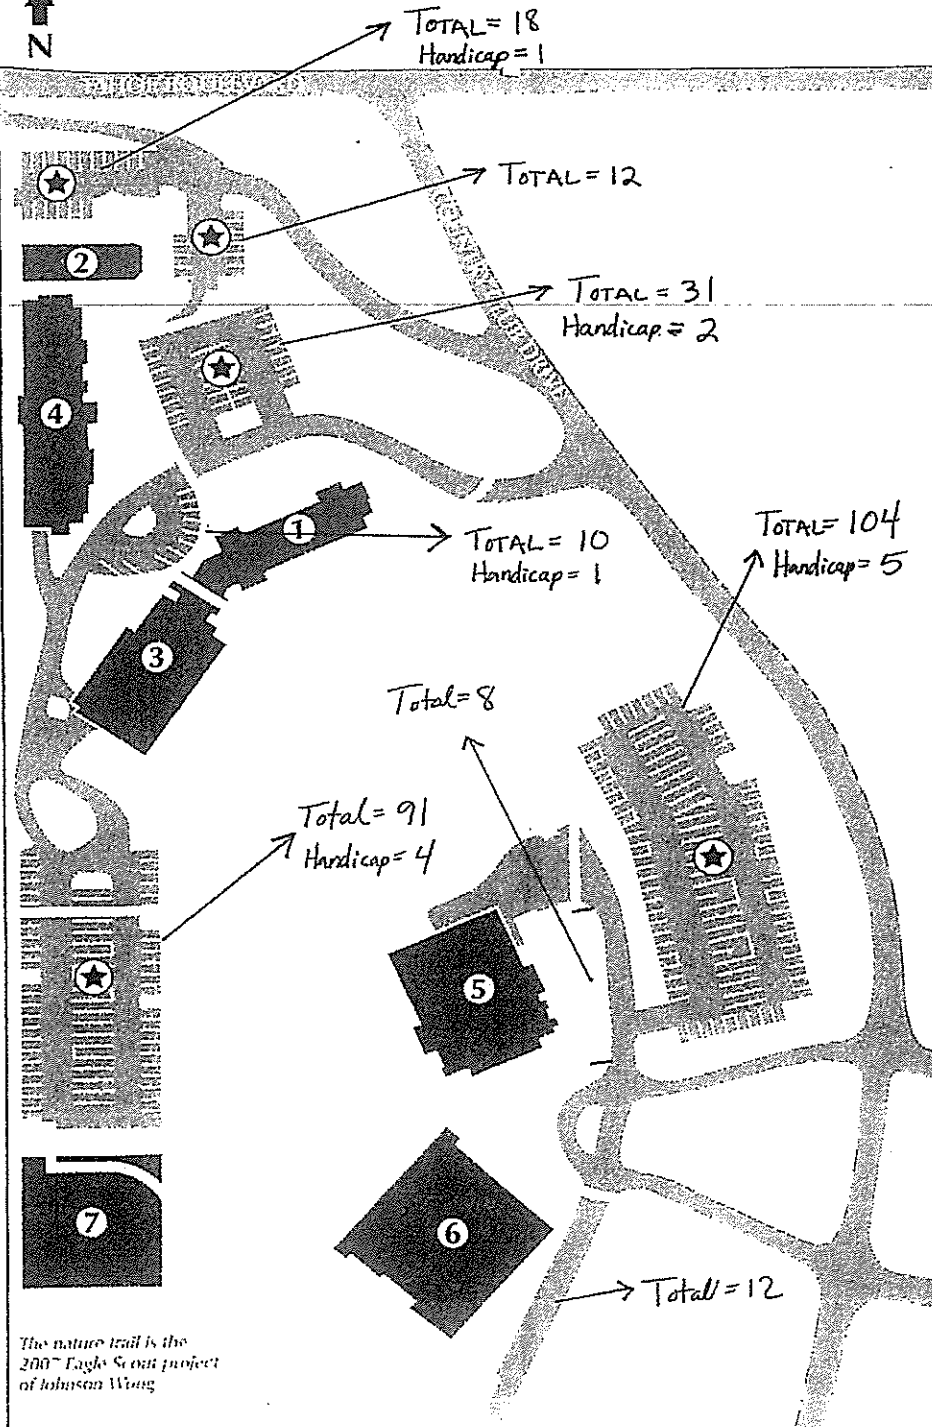 N
TOTAL = 18
Handicap = 1
TOTAL = 12
2
TOTAL = 31
Handicap = 2
4
1
TOTAL = 10
Handicap = 1
TOTAL = 104
Handicap = 5
3
Total = 8
Total = 91
Handicap = 4
5
7
6
Total = 12
The nature trail is the
2007 Eagle Scout project
of Johnson Wong